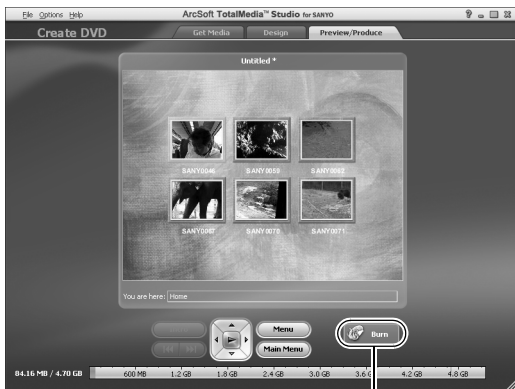 File Options Help
ArcSoft TotalMedia™ Studio for SANYO
Create DVD
Get Media
Design
Preview/Produce
Untitled *
SANY0046
SANY0059
SANY0062
SANY0067
SANY0070
SANY0071
You are here: Home
Menu
Main Menu
Burn
84.16 MB / 4.70 GB
600 MB
1.2 GB
1.8 GB
2.4 GB
3.0 GB
3.6 G
4.2 GB
4.8 GB